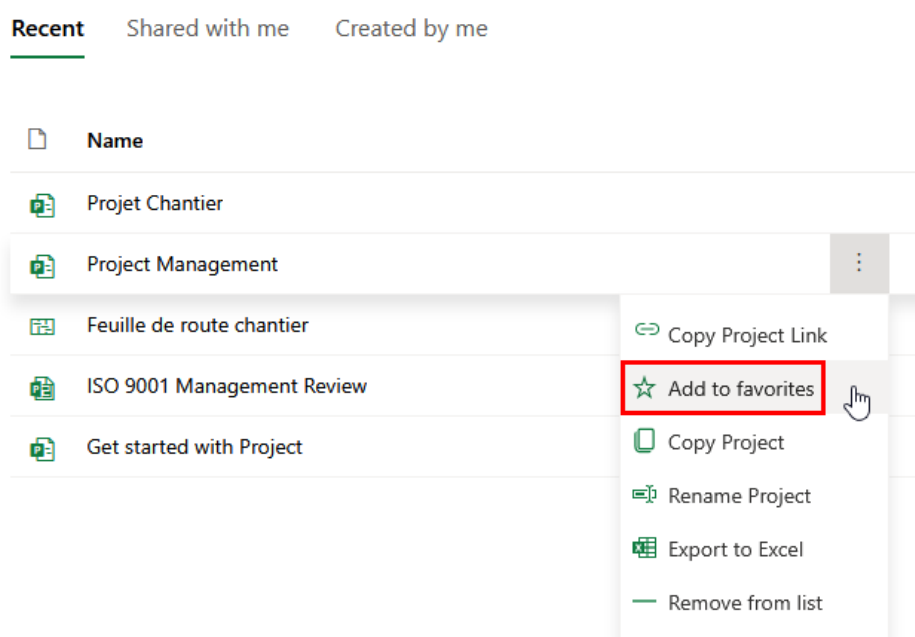 Recent Shared with me Created by me
Name
Projet Chantier
Project Management
Feuille de route chantier
ISO 9001 Management Review
Get started with Project
Copy Project Link
Add to favorites
Copy Project
Rename Project
Export to Excel
Remove from list